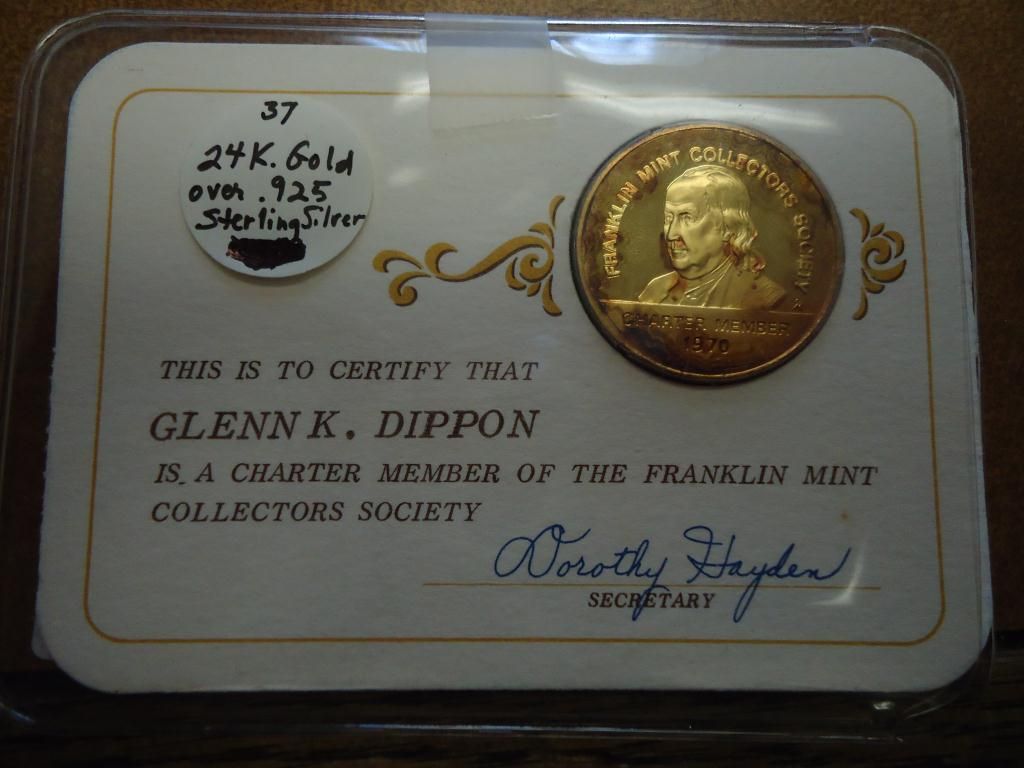 37
24K. Gold
over .925
Sterling Silver
FRANKLIN MINT COLLECTORS SOCIETY
CHARTER MEMBER
1970
THIS IS TO CERTIFY THAT
GLENN K. DIPPON
IS A CHARTER MEMBER OF THE FRANKLIN MINT
COLLECTORS SOCIETY
Dorothy Hayden
SECRETARY